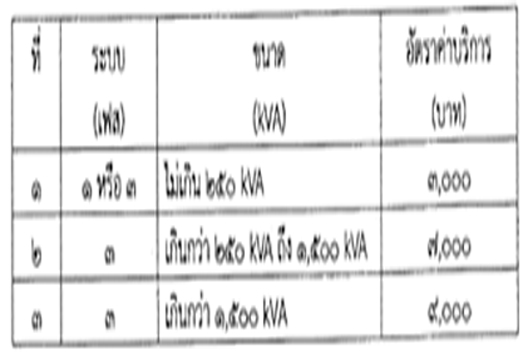 ที่ ระบบ ขนาด อัตราค่าบริการ
(เฟส) (kVA) (บาท)
๑ ๑ หรือ ๓ ไม่เกิน ๒๕๐ kVA ๓,๐๐๐
๒ ๓ เกินกว่า ๒๕๐ kVA ถึง ๑,๕๐๐ kVA ๗,๐๐๐
๓ ๓ เกินกว่า ๑,๕๐๐ kVA